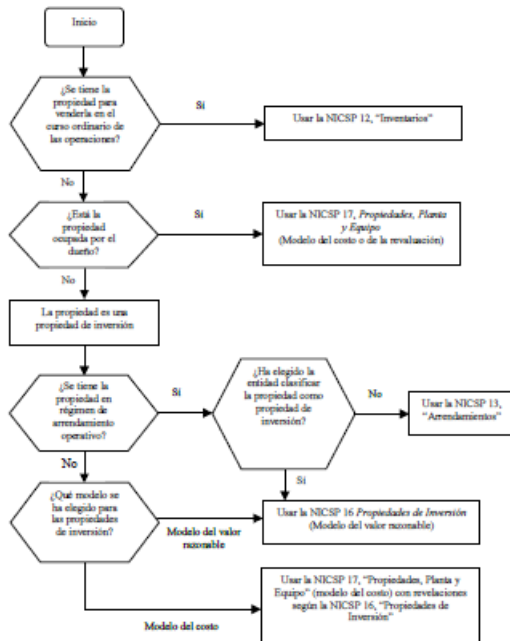 Inicio
¿Se tiene la
propiedad para
venderla en el
curso ordinario de
las operaciones?
Sí
Usar la NICSP 12, "Inventarios"
No
¿Está la
propiedad
ocupada por el
dueño?
Sí
Usar la NICSP 17, Propiedades, Planta
y Equipo
(Modelo del costo o de la revaluación)
No
La propiedad es una
propiedad de inversión
¿Se tiene la
propiedad en
régimen de
arrendamiento
operativo?
Sí
¿Ha elegido la
entidad clasificar
la propiedad como
propiedad de
inversión?
No
Usar la NICSP 13,
"Arrendamientos"
No
Sí
¿Qué modelo se
ha elegido para
las propiedades
de inversión?
Modelo del valor
razonable
Usar la NICSP 16 Propiedades de Inversión
(Modelo del valor razonable)
Modelo del costo
Usar la NICSP 17, "Propiedades, Planta y
Equipo" (modelo del costo) con revelaciones
según la NICSP 16, "Propiedades de
Inversión"